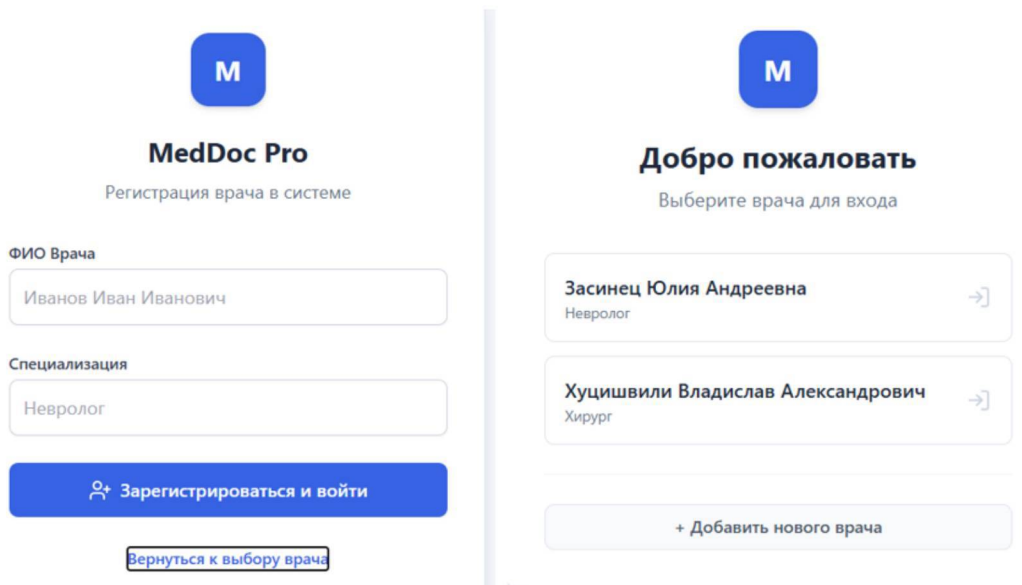 M
MedDoc Pro
Регистрация врача в системе
ФИО Врача
Иванов Иван Иванович
Специализация
Невролог
Зарегистрироваться и войти
Вернуться к выбору врача
M
Добро пожаловать
Выберите врача для входа
Засинец Юлия Андреевна
Невролог
Хуцишвили Владислав Александрович
Хирург
+ Добавить нового врача